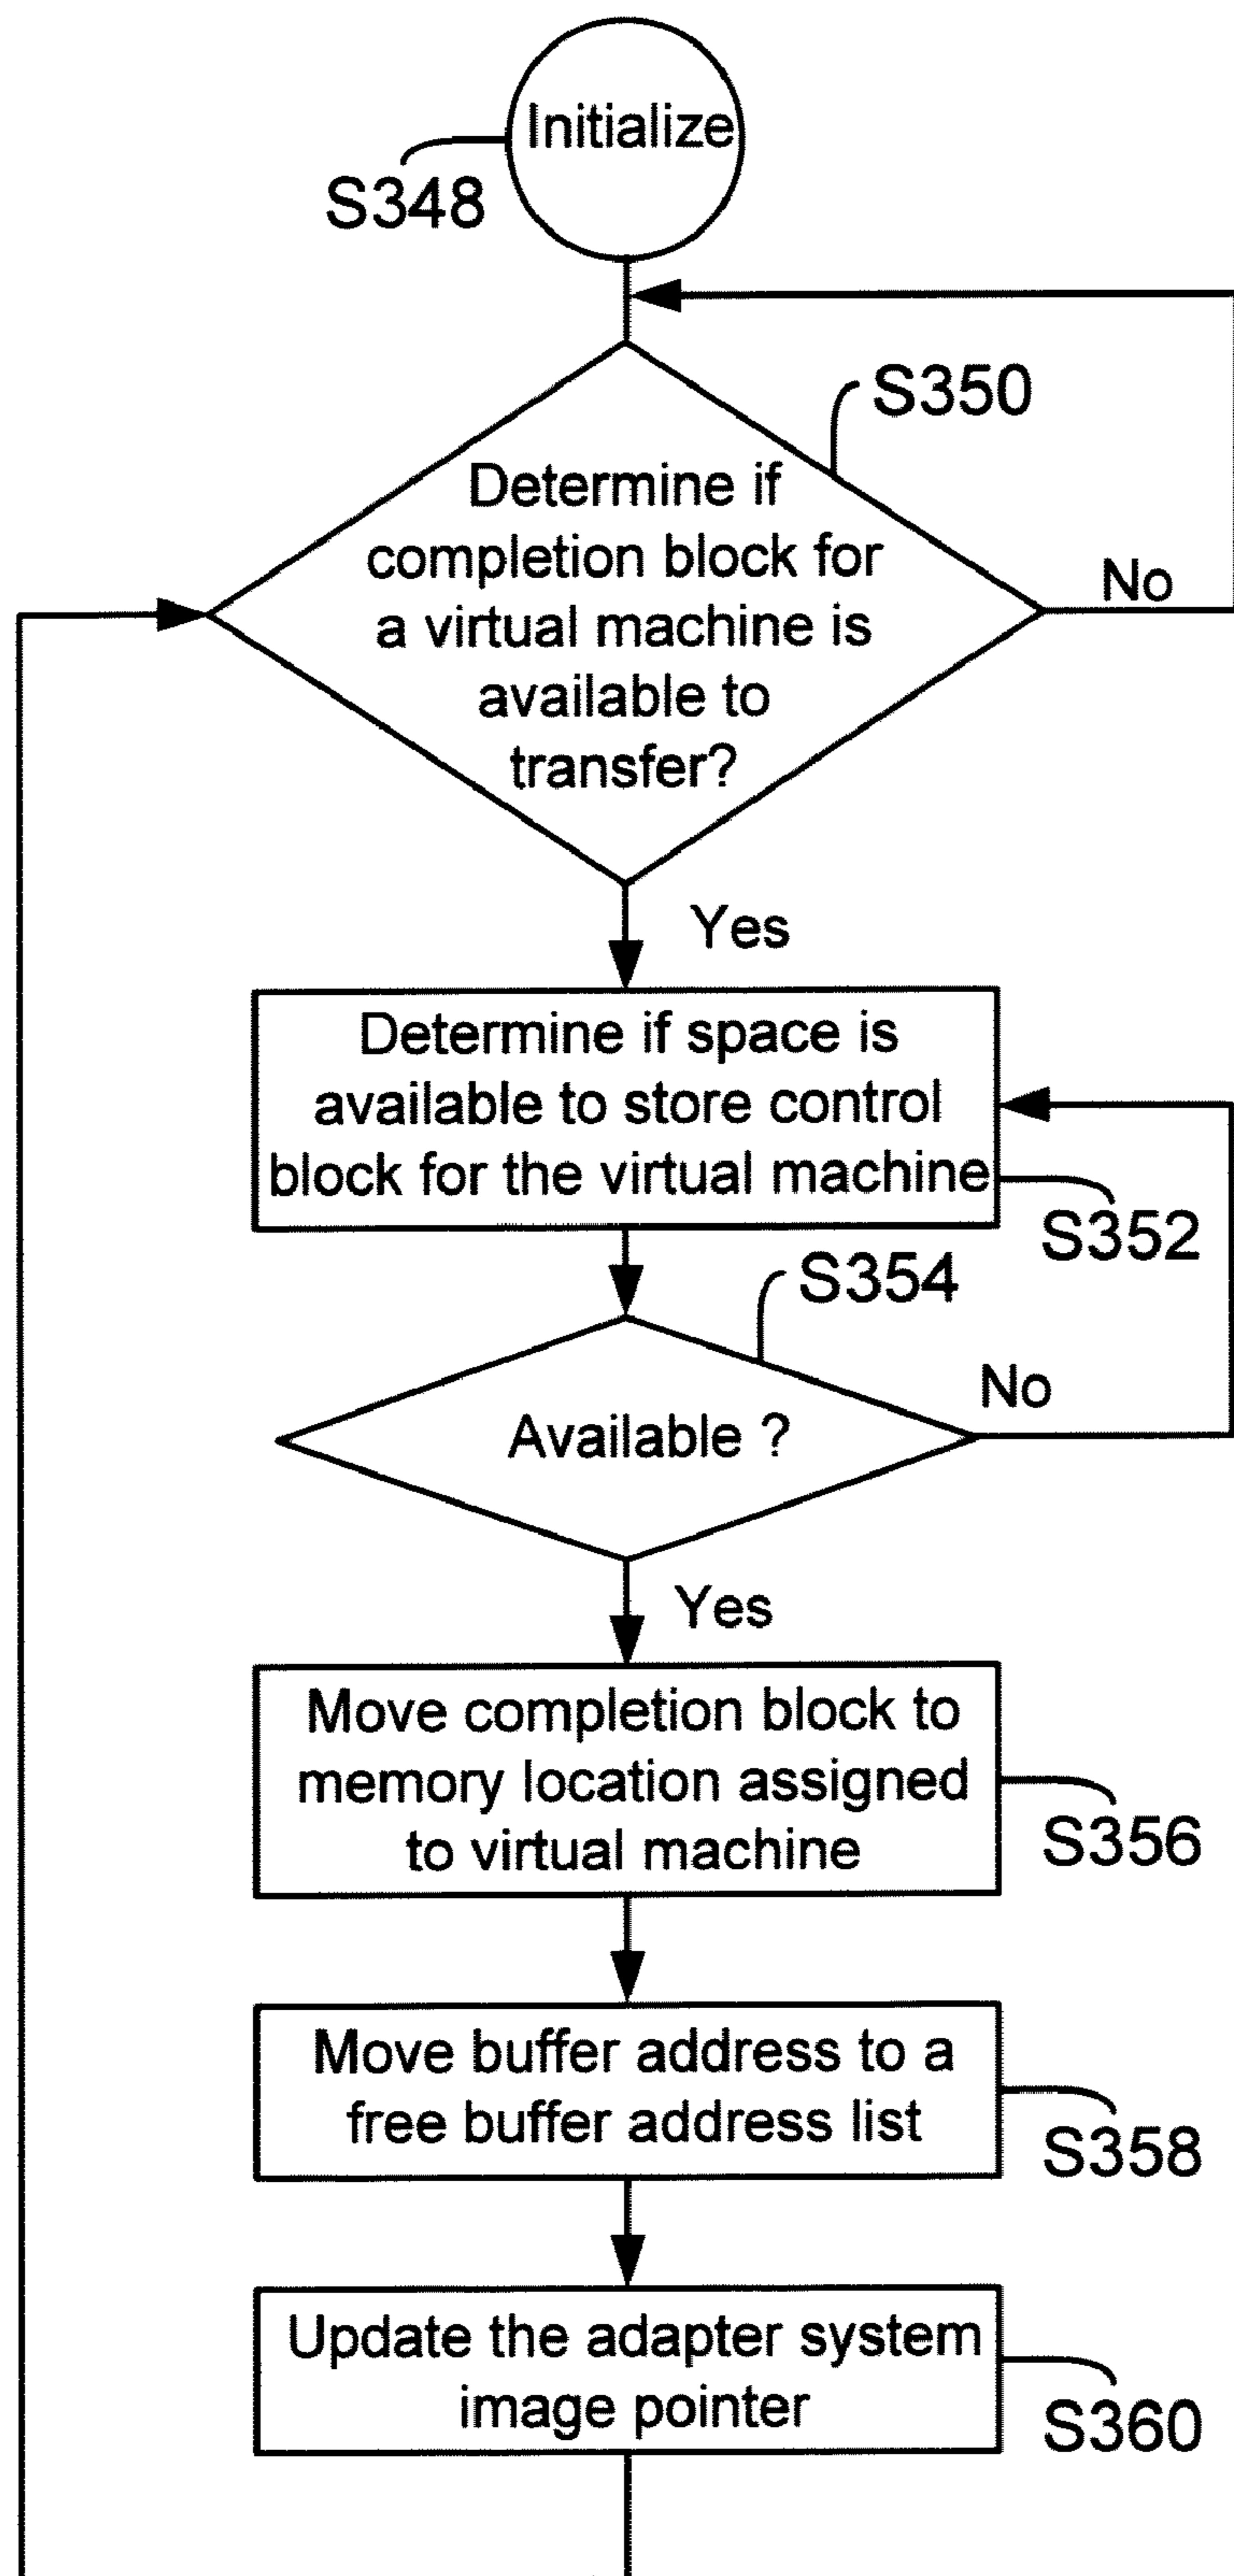 Initialize
S348
S350
Determine if
completion block for
a virtual machine is
available to
transfer?
No
Yes
Determine if space is
available to store control
block for the virtual machine
S352
S354
No
Available ?
Yes
Move completion block to
memory location assigned
to virtual machine
S356
Move buffer address to a
free buffer address list
S358
Update the adapter system
image pointer
S360